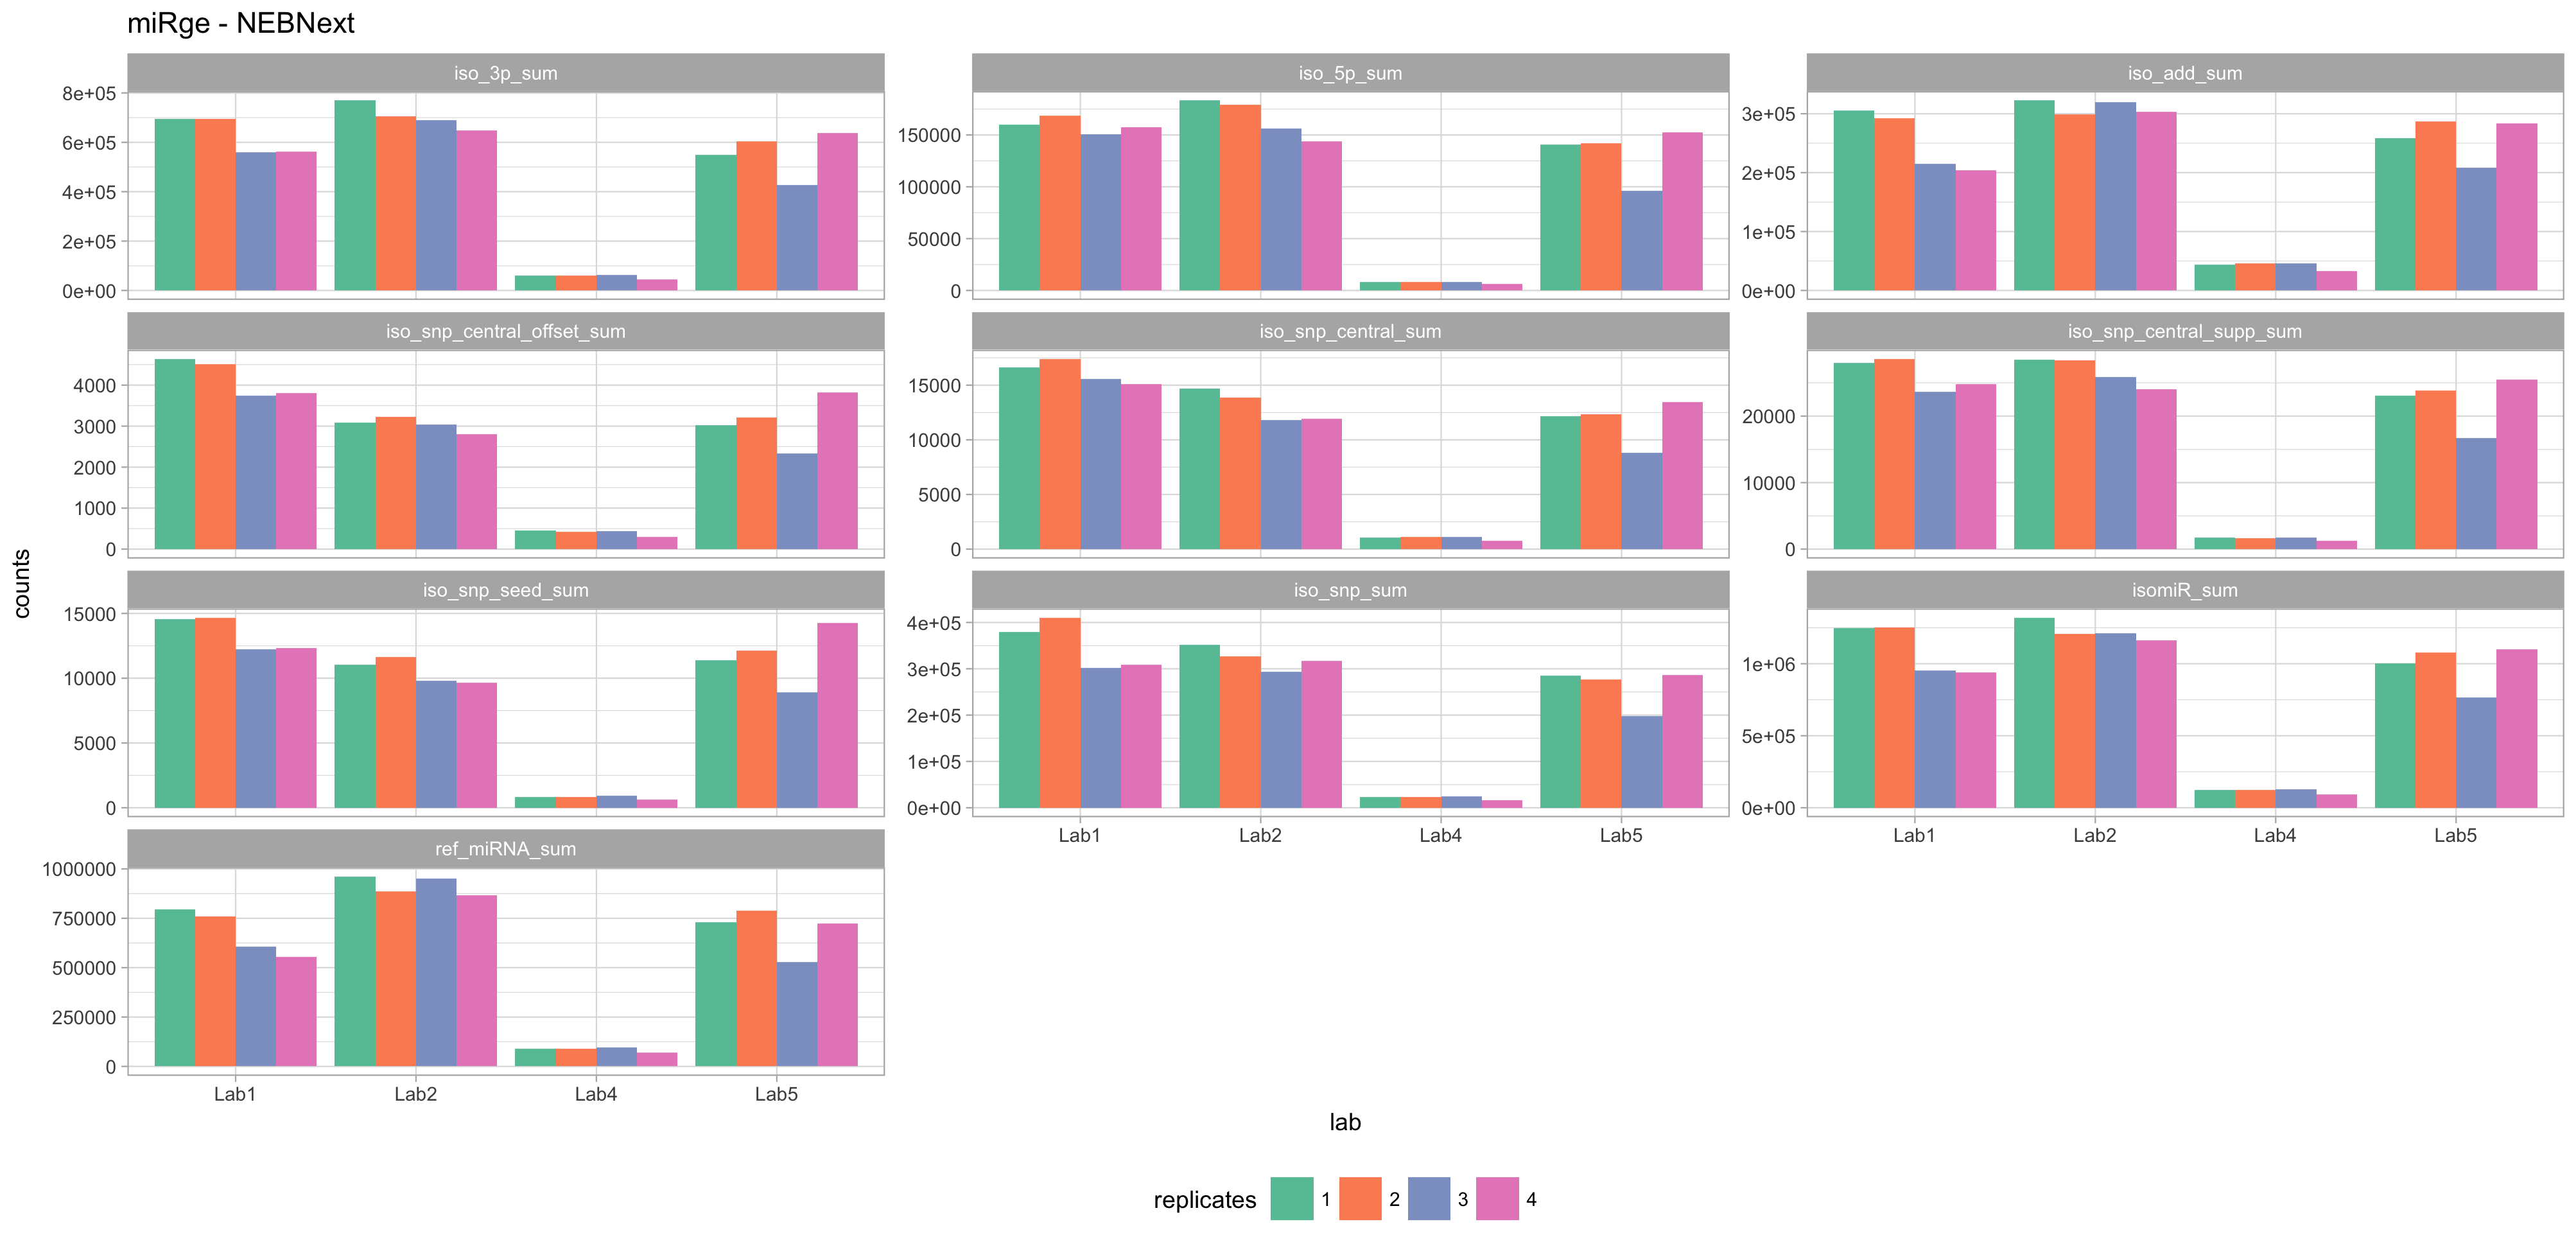 miRge - NEBNext
iso_3p_sum
iso_5p_sum
iso_add_sum
8e+05
6e+05
4e+05
2e+05
0e+00
150000
100000
50000
0
3e+05
2e+05
1e+05
0e+00
iso_snp_central_offset_sum
iso_snp_central_sum
iso_snp_central_supp_sum
4000
3000
2000
1000
0
15000
10000
5000
0
20000
10000
0
counts
iso_snp_seed_sum
iso_snp_sum
isomiR_sum
15000
10000
5000
0
4e+05
3e+05
2e+05
1e+05
0e+00
1e+06
5e+05
0e+00
Lab1 Lab2 Lab4 Lab5
Lab1 Lab2 Lab4 Lab5
ref_miRNA_sum
1000000
750000
500000
250000
0
Lab1 Lab2 Lab4 Lab5
lab
replicates 1 2 3 4